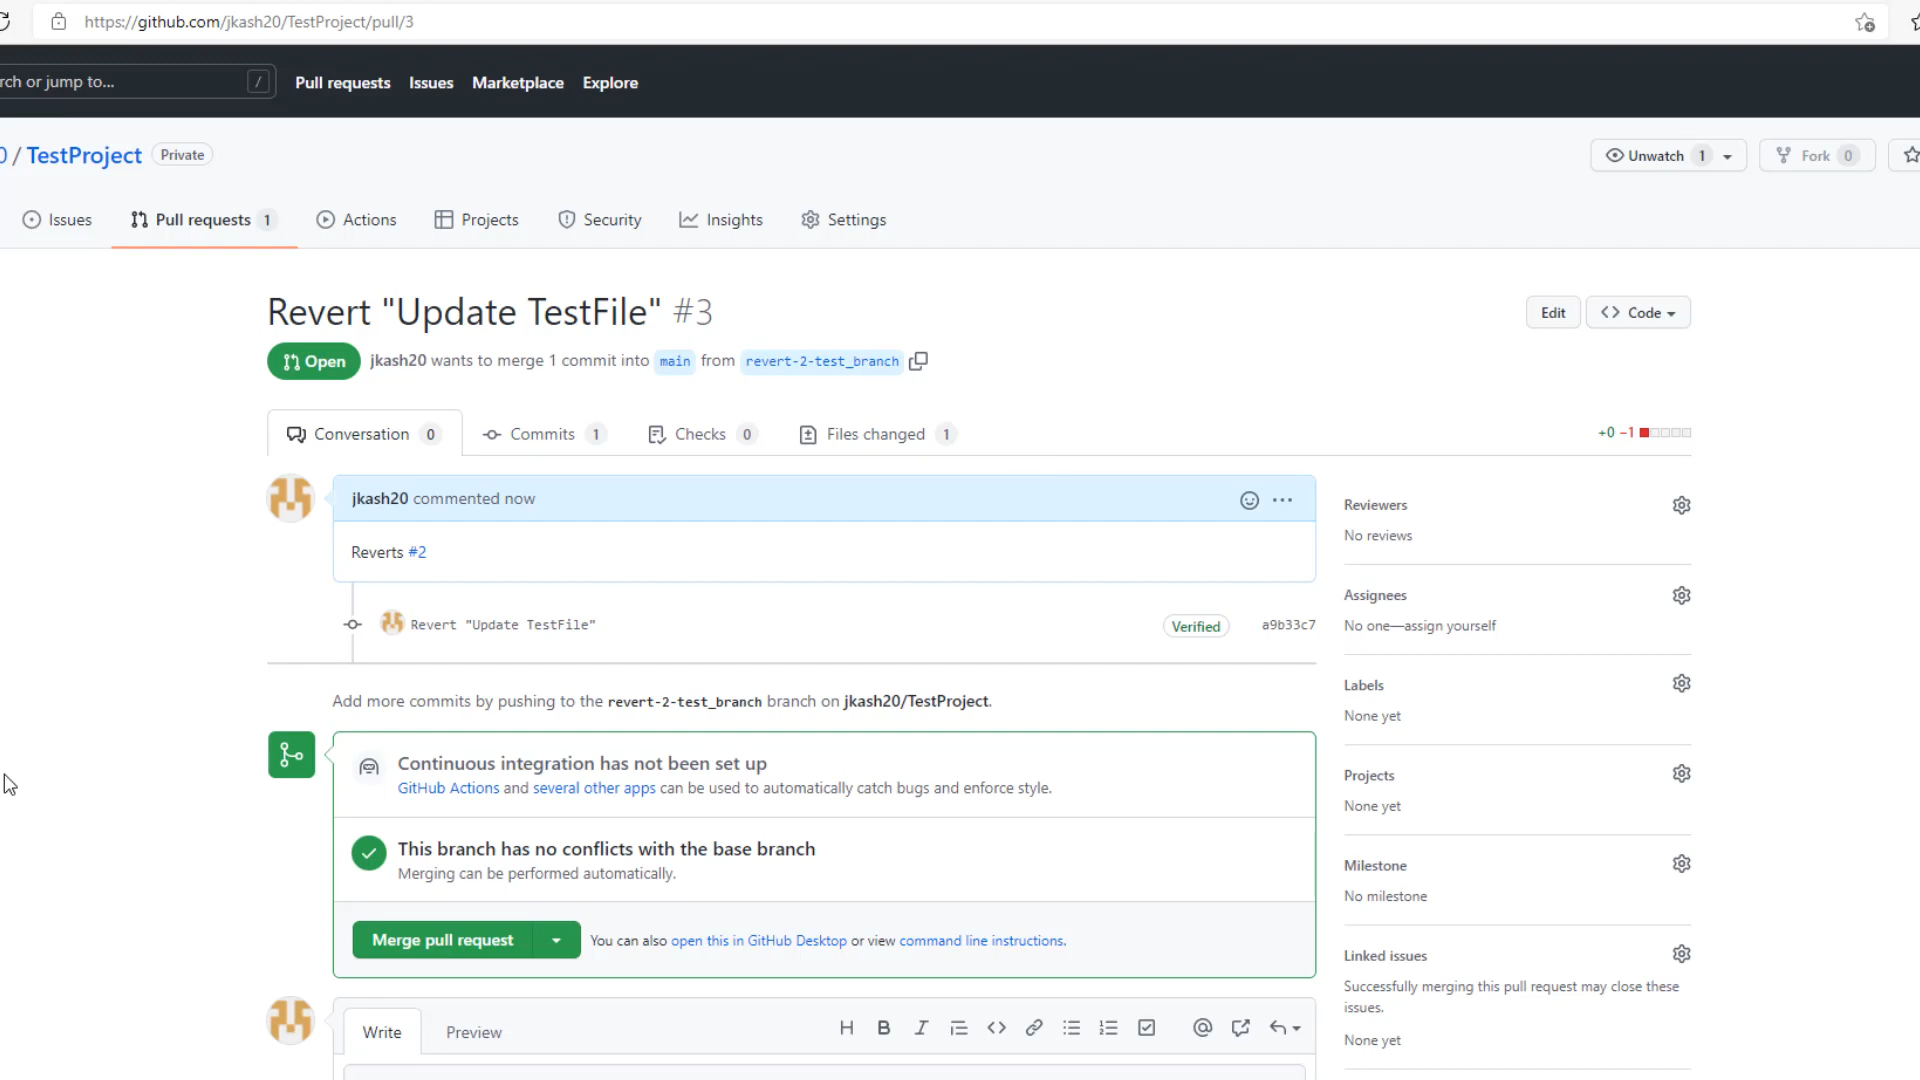 https://github.com/jkash20/TestProject/pull/3
rch or jump to... /
Pull requests Issues Marketplace Explore
0 / TestProject Private
Unwatch 1 Fork 0
Issues Pull requests 1 Actions Projects Security Insights Settings
Revert "Update TestFile" #3
Edit <> Code
Open jkash20 wants to merge 1 commit into main from revert-2-test_branch
Conversation 0 Commits 1 Checks 0 Files changed 1
+0 −1
jkash20 commented now
Reverts #2
Revert "Update TestFile" Verified a9b33c7
Add more commits by pushing to the revert-2-test_branch branch on jkash20/TestProject.
Continuous integration has not been set up
GitHub Actions and several other apps can be used to automatically catch bugs and enforce style.
This branch has no conflicts with the base branch
Merging can be performed automatically.
Merge pull request You can also open this in GitHub Desktop or view command line instructions.
Write Preview
H B I <> @
Reviewers
No reviews
Assignees
No one—assign yourself
Labels
None yet
Projects
None yet
Milestone
No milestone
Linked issues
Successfully merging this pull request may close these
issues.
None yet